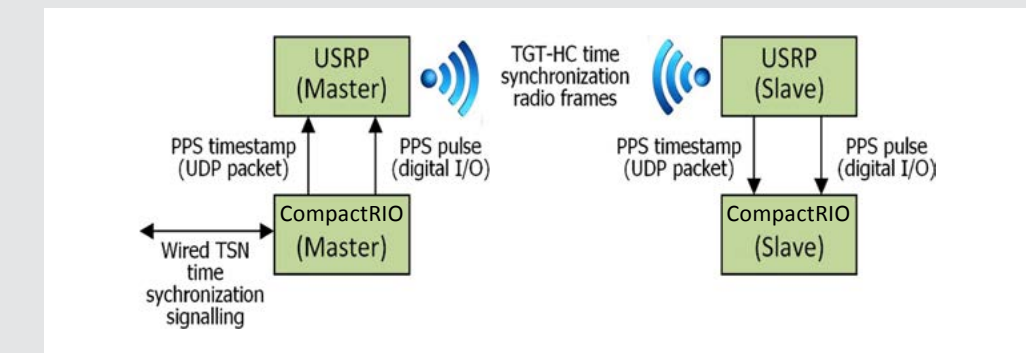 USRP
(Master)
TGT-HC time
synchronization
radio frames
USRP
(Slave)
PPS timestamp
(UDP packet)
PPS pulse
(digital I/O)
PPS timestamp
(UDP packet)
PPS pulse
(digital I/O)
CompactRIO
(Master)
CompactRIO
(Slave)
Wired TSN
time
sychronization
signalling